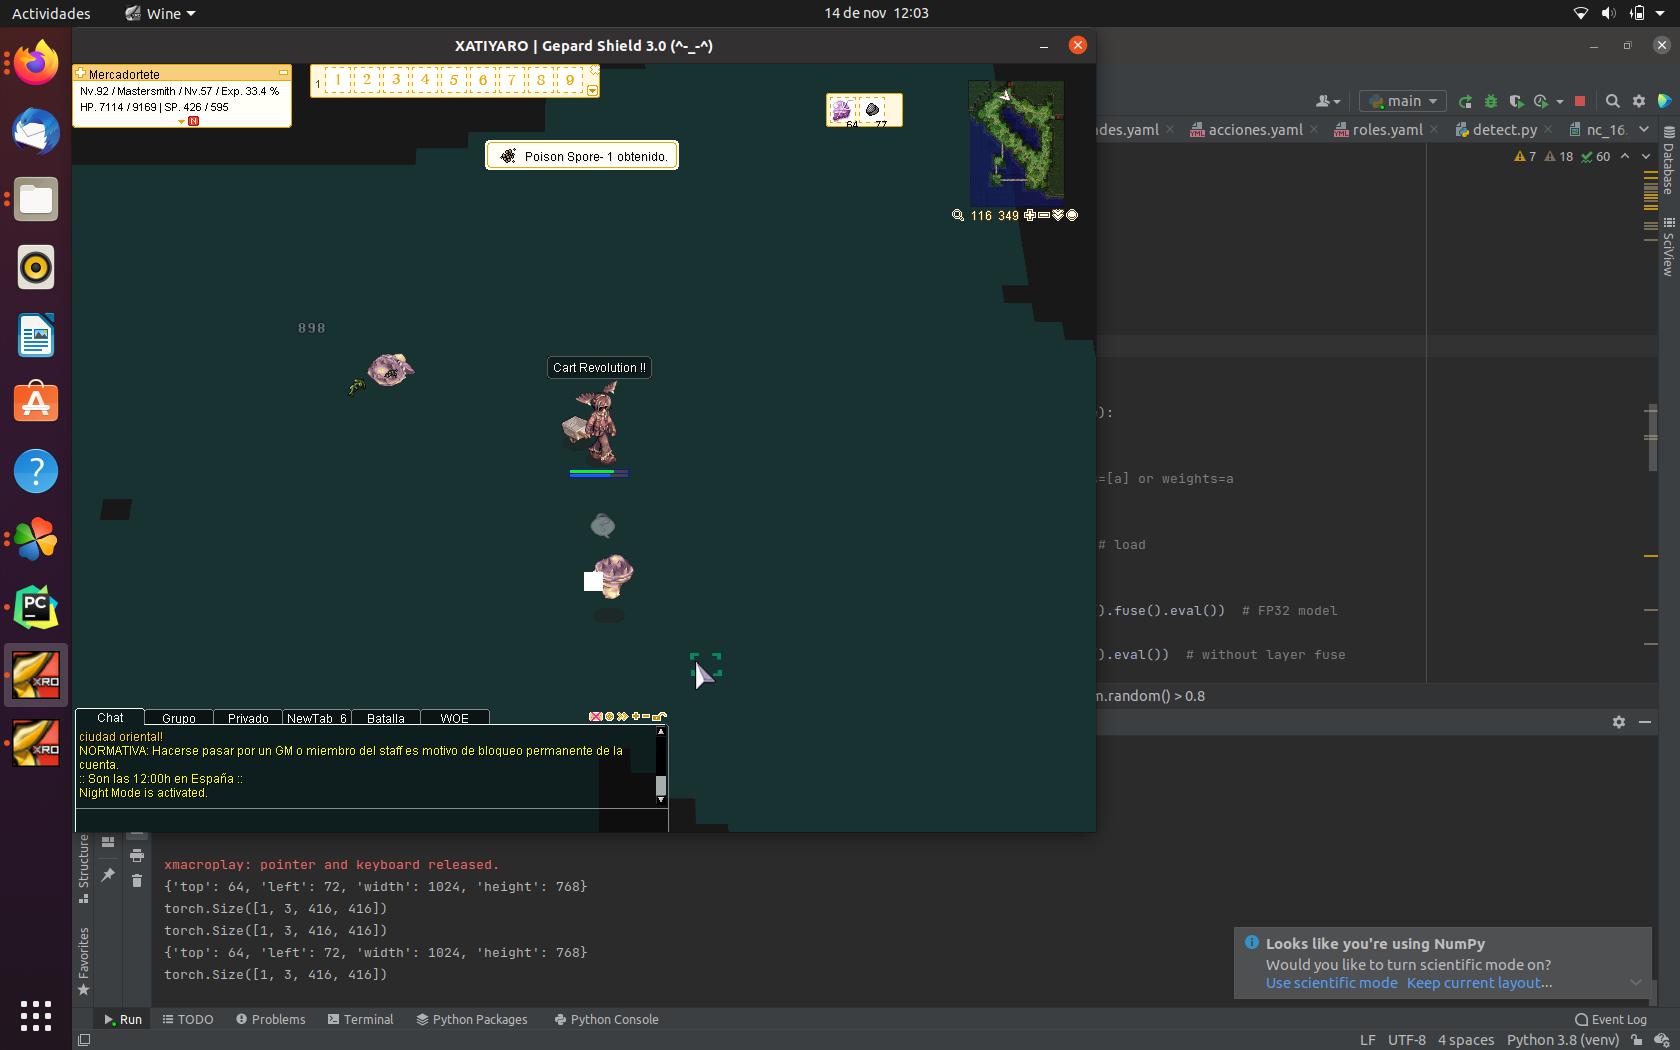 Actividades
Wine
14 de nov 12:03
XATIYARO | Gepard Shield 3.0 (^-_-^)
Mercadortete
Nv.92 / Mastersmith / Nv.57 / Exp. 33.4 %
HP. 7114 / 9169 | SP. 426 / 595
N
1
1 2 3 4 5 6 7 8 9
64 77
Poison Spore- 1 obtenido.
116 349
898
Cart Revolution !!
Chat Grupo Privado NewTab_6 Batalla WOE
ciudad oriental!
NORMATIVA: Hacerse pasar por un GM o miembro del staff es motivo de bloqueo permanente de la
cuenta.
:: Son las 12:00h en España ::
Night Mode is activated.
main
des.yaml acciones.yaml roles.yaml detect.py nc_16.
7 18 60
Database
SciView
):
=[a] or weights=a
# load
).fuse().eval()) # FP32 model
).eval()) # without layer fuse
m.random() > 0.8
PC
XRO
XRO
Structure
Favorites
xmacroplay: pointer and keyboard released.
{'top': 64, 'left': 72, 'width': 1024, 'height': 768}
torch.Size([1, 3, 416, 416])
torch.Size([1, 3, 416, 416])
{'top': 64, 'left': 72, 'width': 1024, 'height': 768}
torch.Size([1, 3, 416, 416])
Looks like you're using NumPy
Would you like to turn scientific mode on?
Use scientific mode Keep current layout...
Run TODO Problems Terminal Python Packages Python Console
Event Log
LF UTF-8 4 spaces Python 3.8 (venv)